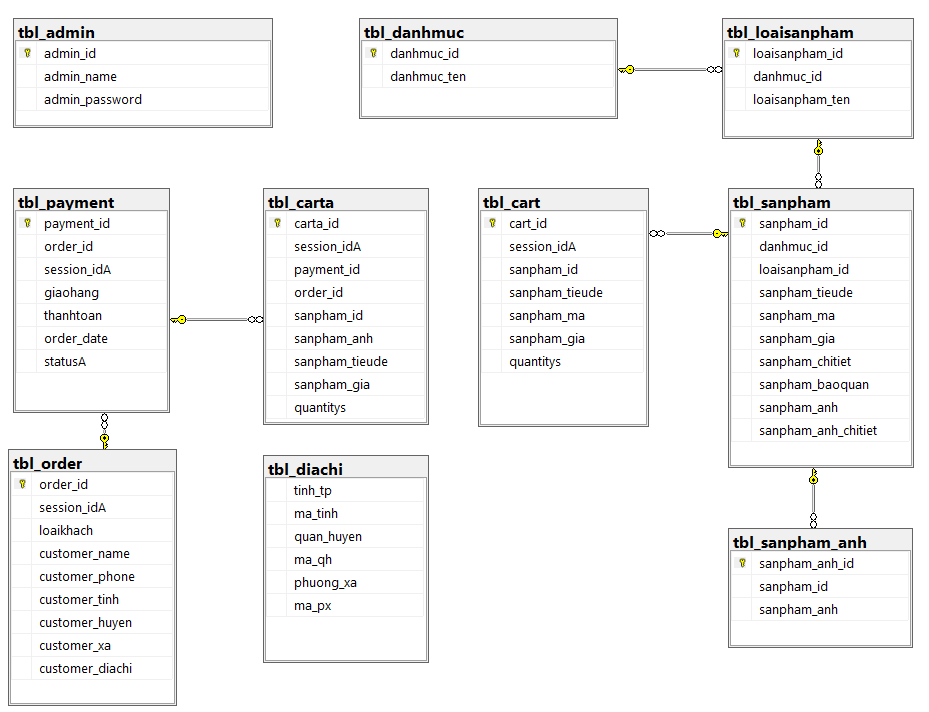 tbl_admin
admin_id
admin_name
admin_password
tbl_danhmuc
danhmuc_id
danhmuc_ten
tbl_loaisanpham
loaisanpham_id
danhmuc_id
loaisanpham_ten
tbl_payment
payment_id
order_id
session_idA
giaohang
thanhtoan
order_date
statusA
tbl_carta
carta_id
session_idA
payment_id
order_id
sanpham_id
sanpham_anh
sanpham_tieude
sanpham_gia
quantitys
tbl_cart
cart_id
session_idA
sanpham_id
sanpham_tieude
sanpham_ma
sanpham_gia
quantitys
tbl_sanpham
sanpham_id
danhmuc_id
loaisanpham_id
sanpham_tieude
sanpham_ma
sanpham_gia
sanpham_chitiet
sanpham_baoquan
sanpham_anh
sanpham_anh_chitiet
tbl_order
order_id
session_idA
loaikhach
customer_name
customer_phone
customer_tinh
customer_huyen
customer_xa
customer_diachi
tbl_diachi
tinh_tp
ma_tinh
quan_huyen
ma_qh
phuong_xa
ma_px
tbl_sanpham_anh
sanpham_anh_id
sanpham_id
sanpham_anh